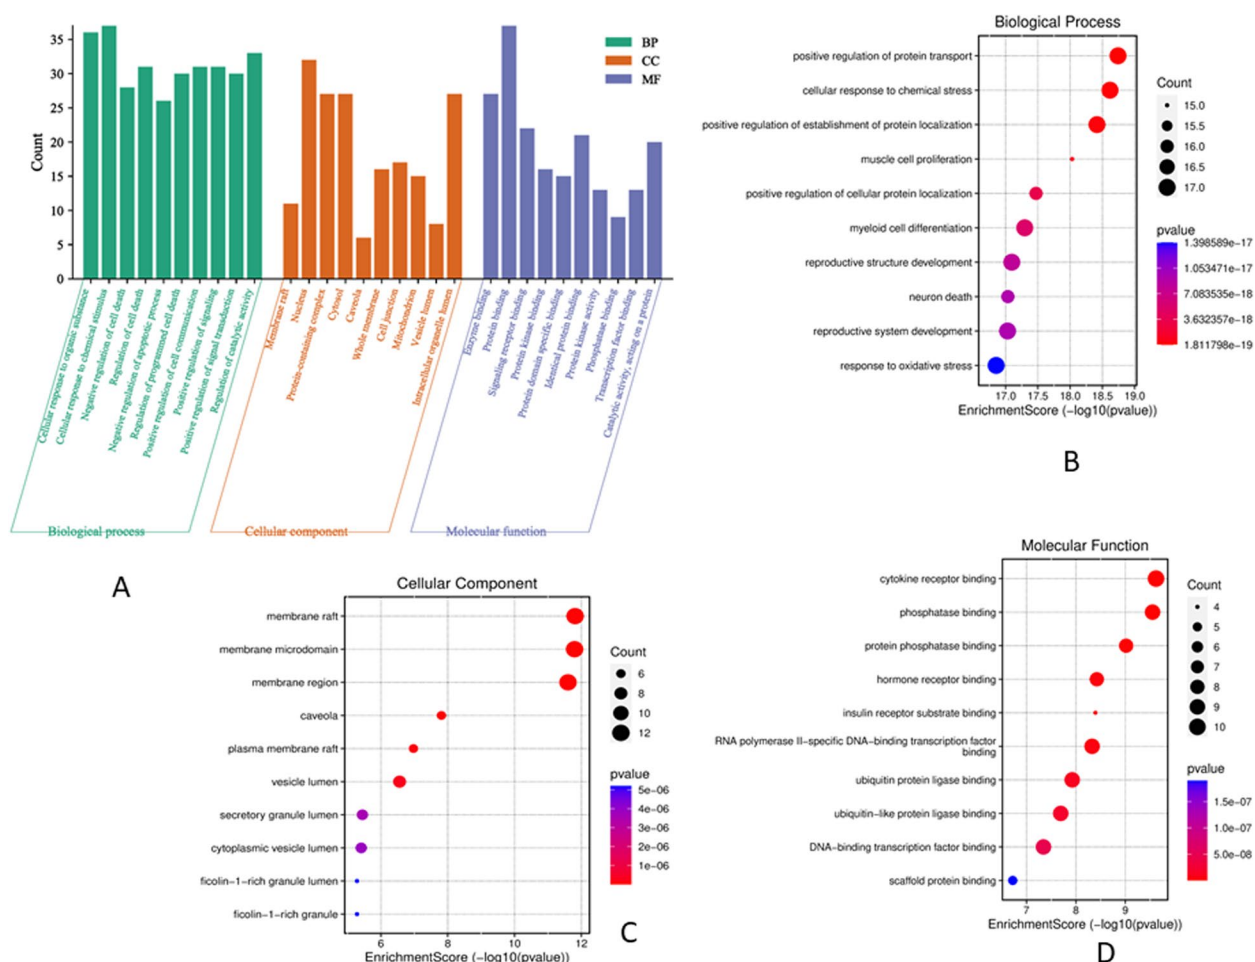 35
30
25
20
15
10
5
0
Count
BP
CC
MF
Cellular response to organic substance
Cellular response to chemical stimulus
Negative regulation of cell death
Regulation of cell death
Negative regulation of apoptotic process
Regulation of programmed cell death
Positive regulation of cell communication
Positive regulation of signaling
Positive regulation of signal transduction
Regulation of catalytic activity
Membrane raft
Nucleus
Protein-containing complex
Cytosol
Caveola
Whole membrane
Cell junction
Mitochondrion
Vesicle lumen
Intracellular organelle lumen
Enzyme binding
Protein binding
Signaling receptor binding
Protein kinase binding
Protein domain specific binding
Identical protein binding
Protein kinase activity
Phosphatase binding
Transcription factor binding
Catalytic activity, acting on a protein
Biological process
Cellular component
Molecular function
A
Biological Process
positive regulation of protein transport
cellular response to chemical stress
positive regulation of establishment of protein localization
muscle cell proliferation
positive regulation of cellular protein localization
myeloid cell differentiation
reproductive structure development
neuron death
reproductive system development
response to oxidative stress
17.0 17.5 18.0 18.5 19.0
EnrichmentScore (−log10(pvalue))
Count
15.0
15.5
16.0
16.5
17.0
pvalue
1.398589e−17
1.053471e−17
7.083535e−18
3.632357e−18
1.811798e−19
B
Cellular Component
membrane raft
membrane microdomain
membrane region
caveola
plasma membrane raft
vesicle lumen
secretory granule lumen
cytoplasmic vesicle lumen
ficolin−1−rich granule lumen
ficolin−1−rich granule
6 8 10 12
EnrichmentScore (−log10(pvalue))
Count
6
8
10
12
pvalue
5e−06
4e−06
3e−06
2e−06
1e−06
C
Molecular Function
cytokine receptor binding
phosphatase binding
protein phosphatase binding
hormone receptor binding
insulin receptor substrate binding
RNA polymerase II−specific DNA−binding transcription factor
binding
ubiquitin protein ligase binding
ubiquitin−like protein ligase binding
DNA−binding transcription factor binding
scaffold protein binding
7 8 9
EnrichmentScore (−log10(pvalue))
Count
4
5
6
7
8
9
10
pvalue
1.5e−07
1.0e−07
5.0e−08
D